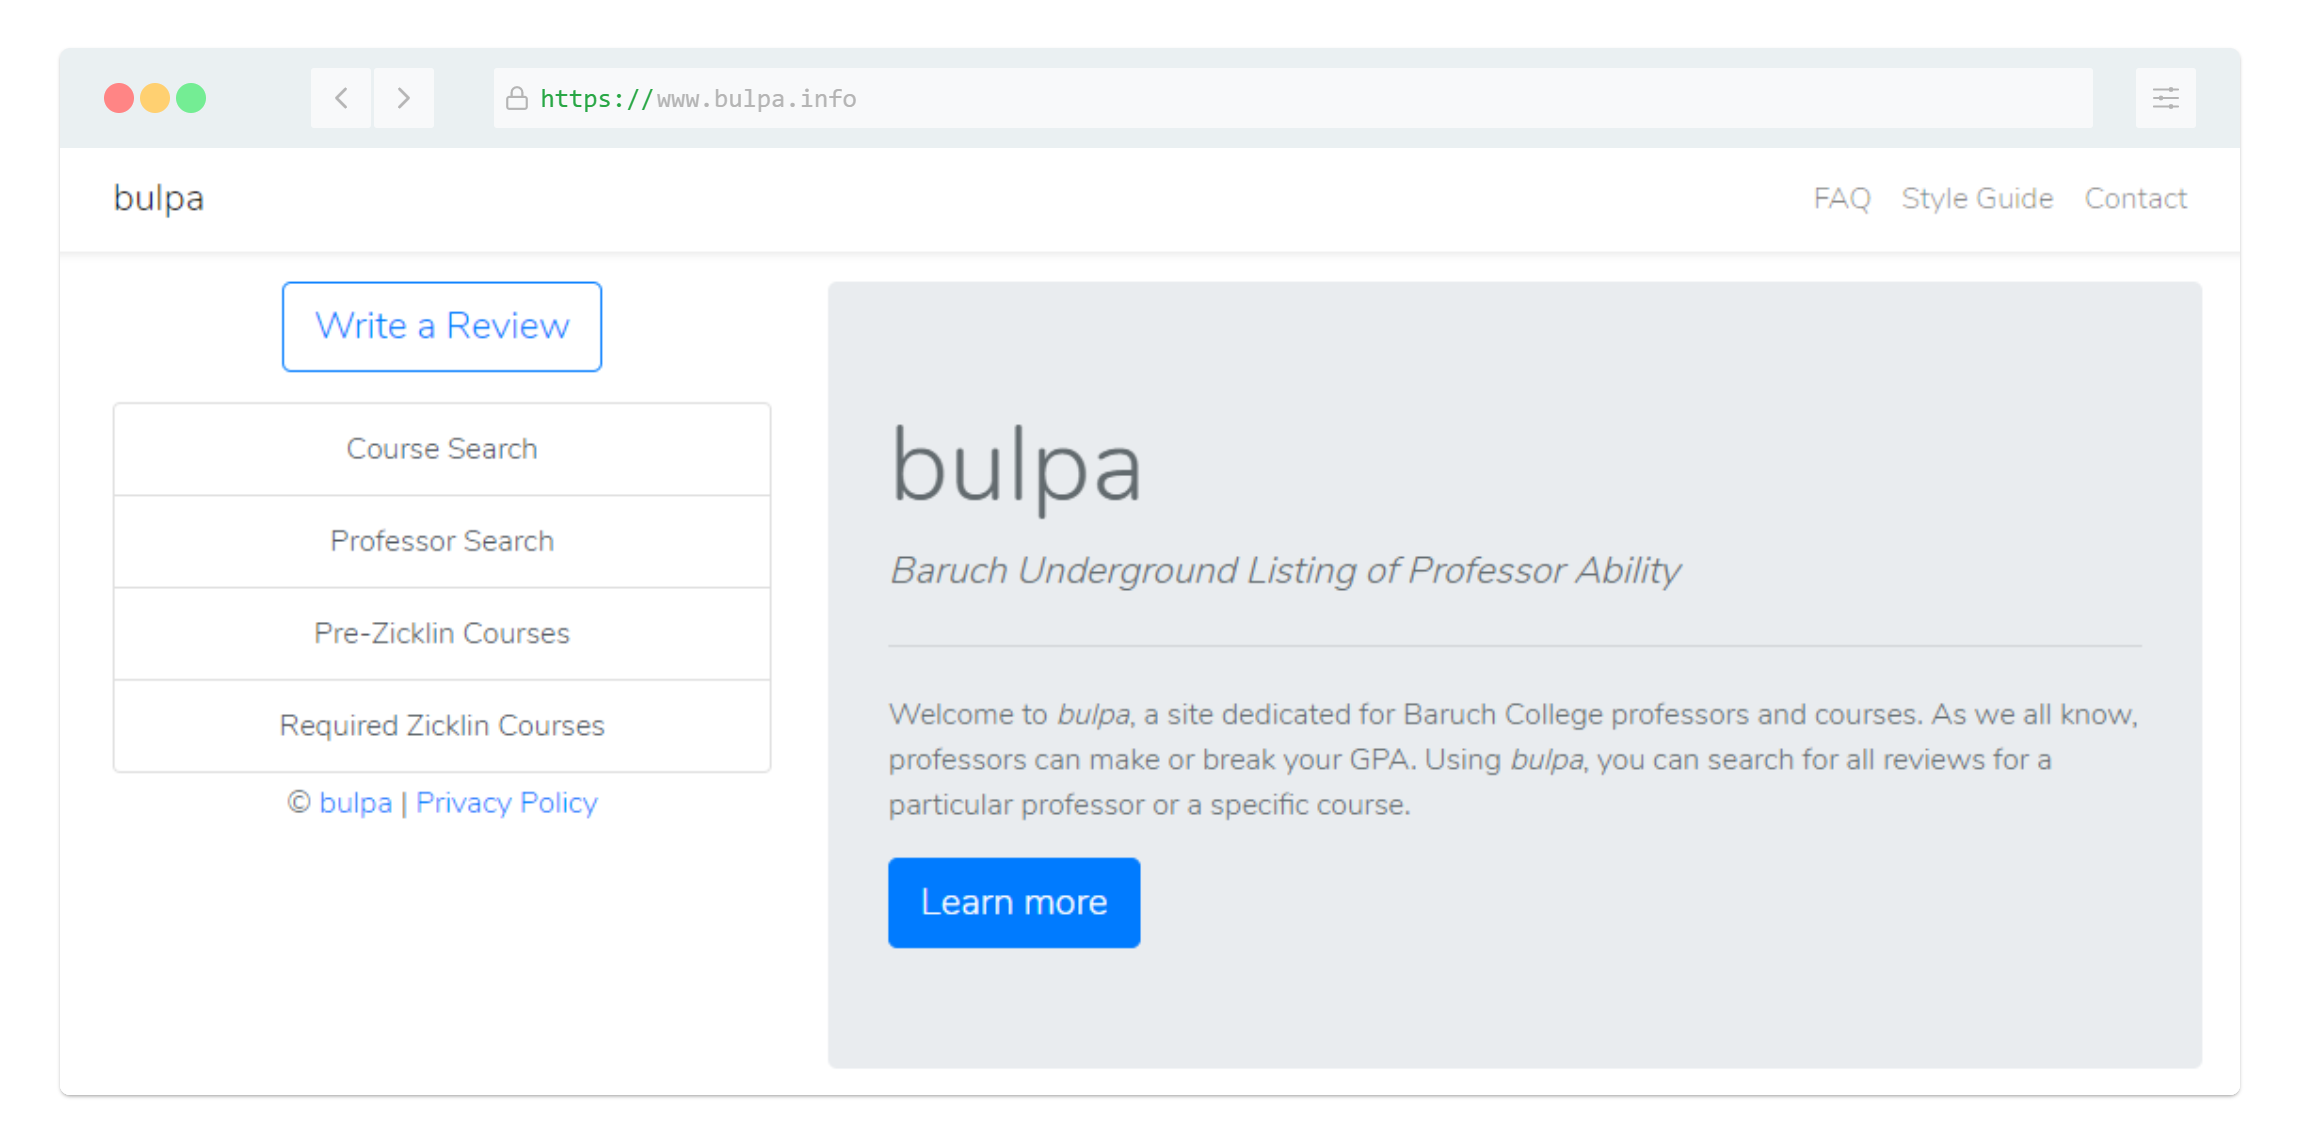 https://www.bulpa.info
bulpa
FAQ Style Guide Contact
Write a Review
Course Search
Professor Search
Pre-Zicklin Courses
Required Zicklin Courses
© bulpa | Privacy Policy
bulpa
Baruch Underground Listing of Professor Ability
Welcome to bulpa, a site dedicated for Baruch College professors and courses. As we all know,
professors can make or break your GPA. Using bulpa, you can search for all reviews for a
particular professor or a specific course.
Learn more